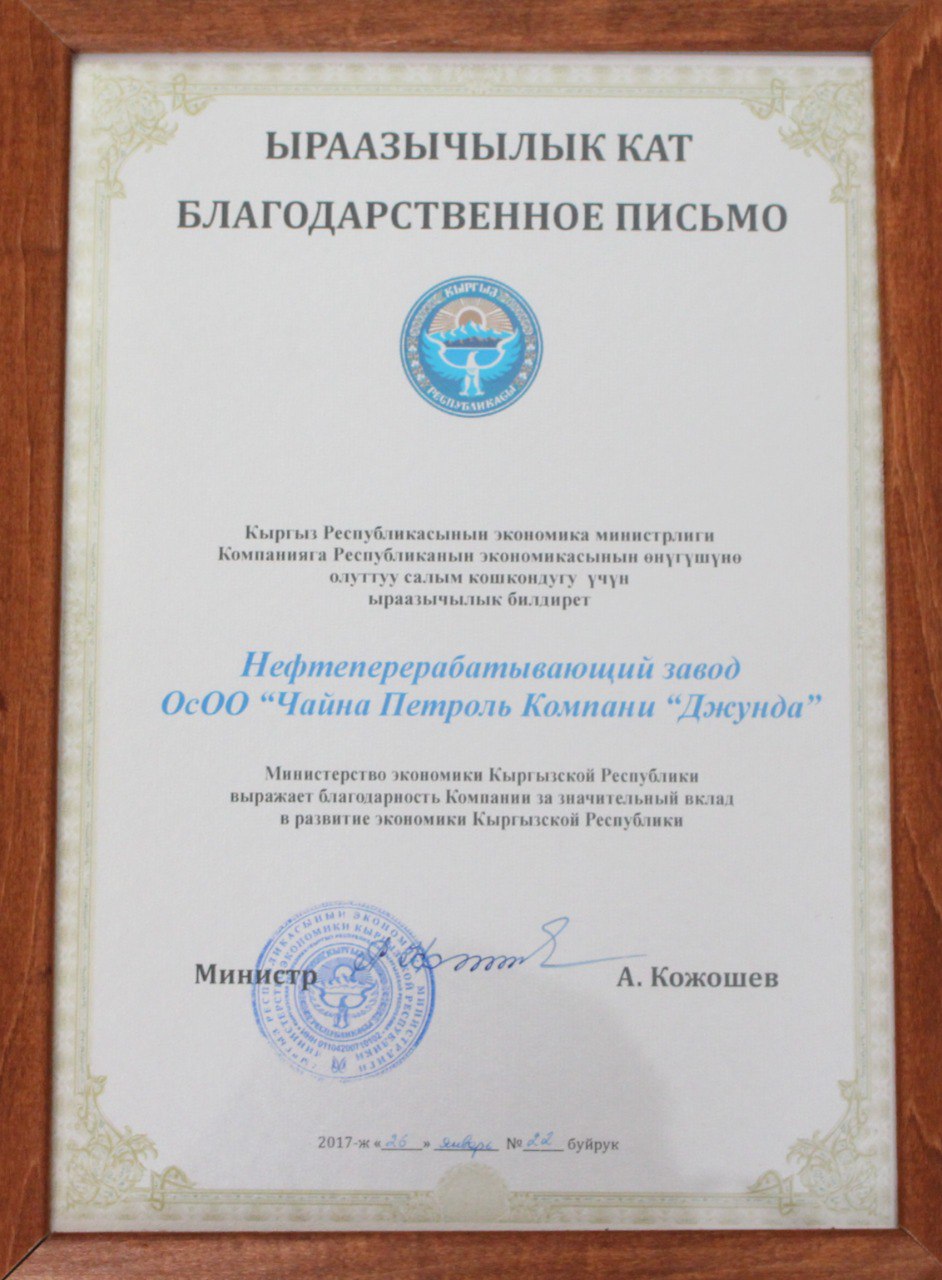 ЫРААЗЫЧЫЛЫК КАТ
БЛАГОДАРСТВЕННОЕ ПИСЬМО
КЫРГЫЗ
РЕСПУБЛИКАСЫ
Кыргыз Республикасынын экономика министрлиги
Компанияга Республиканын экономикасынын өнүгүшүнө
олуттуу салым кошкондугу үчүн
ыраазычылык билдирет
Нефтеперерабатывающий завод
ОсОО “Чайна Петроль Компани “Джунда”
Министерство экономики Кыргызской Республики
выражает благодарность Компании за значительный вклад
в развитие экономики Кыргызской Республики
Министр
А. Кожошев
2017-ж «26» январь №22 буйрук